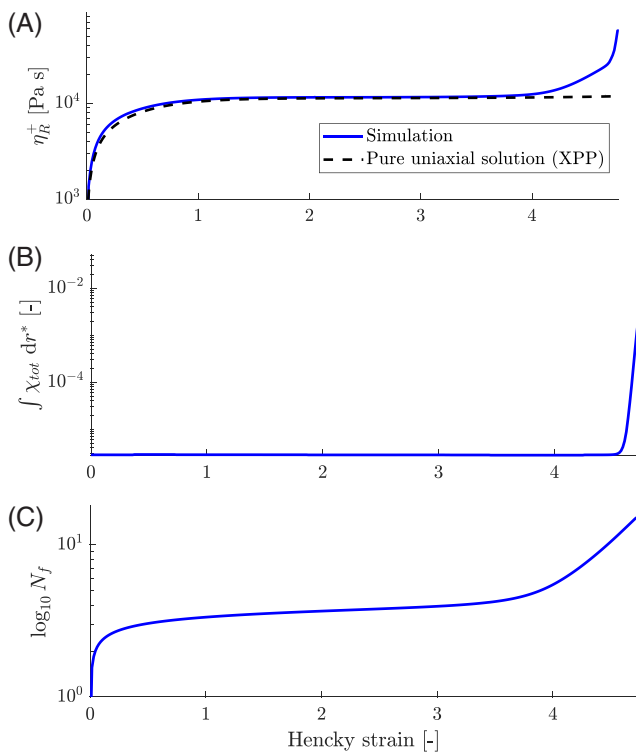 (A)
η_R^+ [Pa s]
10^4
10^3
Simulation
Pure uniaxial solution (XPP)
0 1 2 3 4
(B)
∫ χ_tot dr* [-]
10^-2
10^-4
0 1 2 3 4
(C)
log_10 N_f
10^1
10^0
0 1 2 3 4
Hencky strain [-]